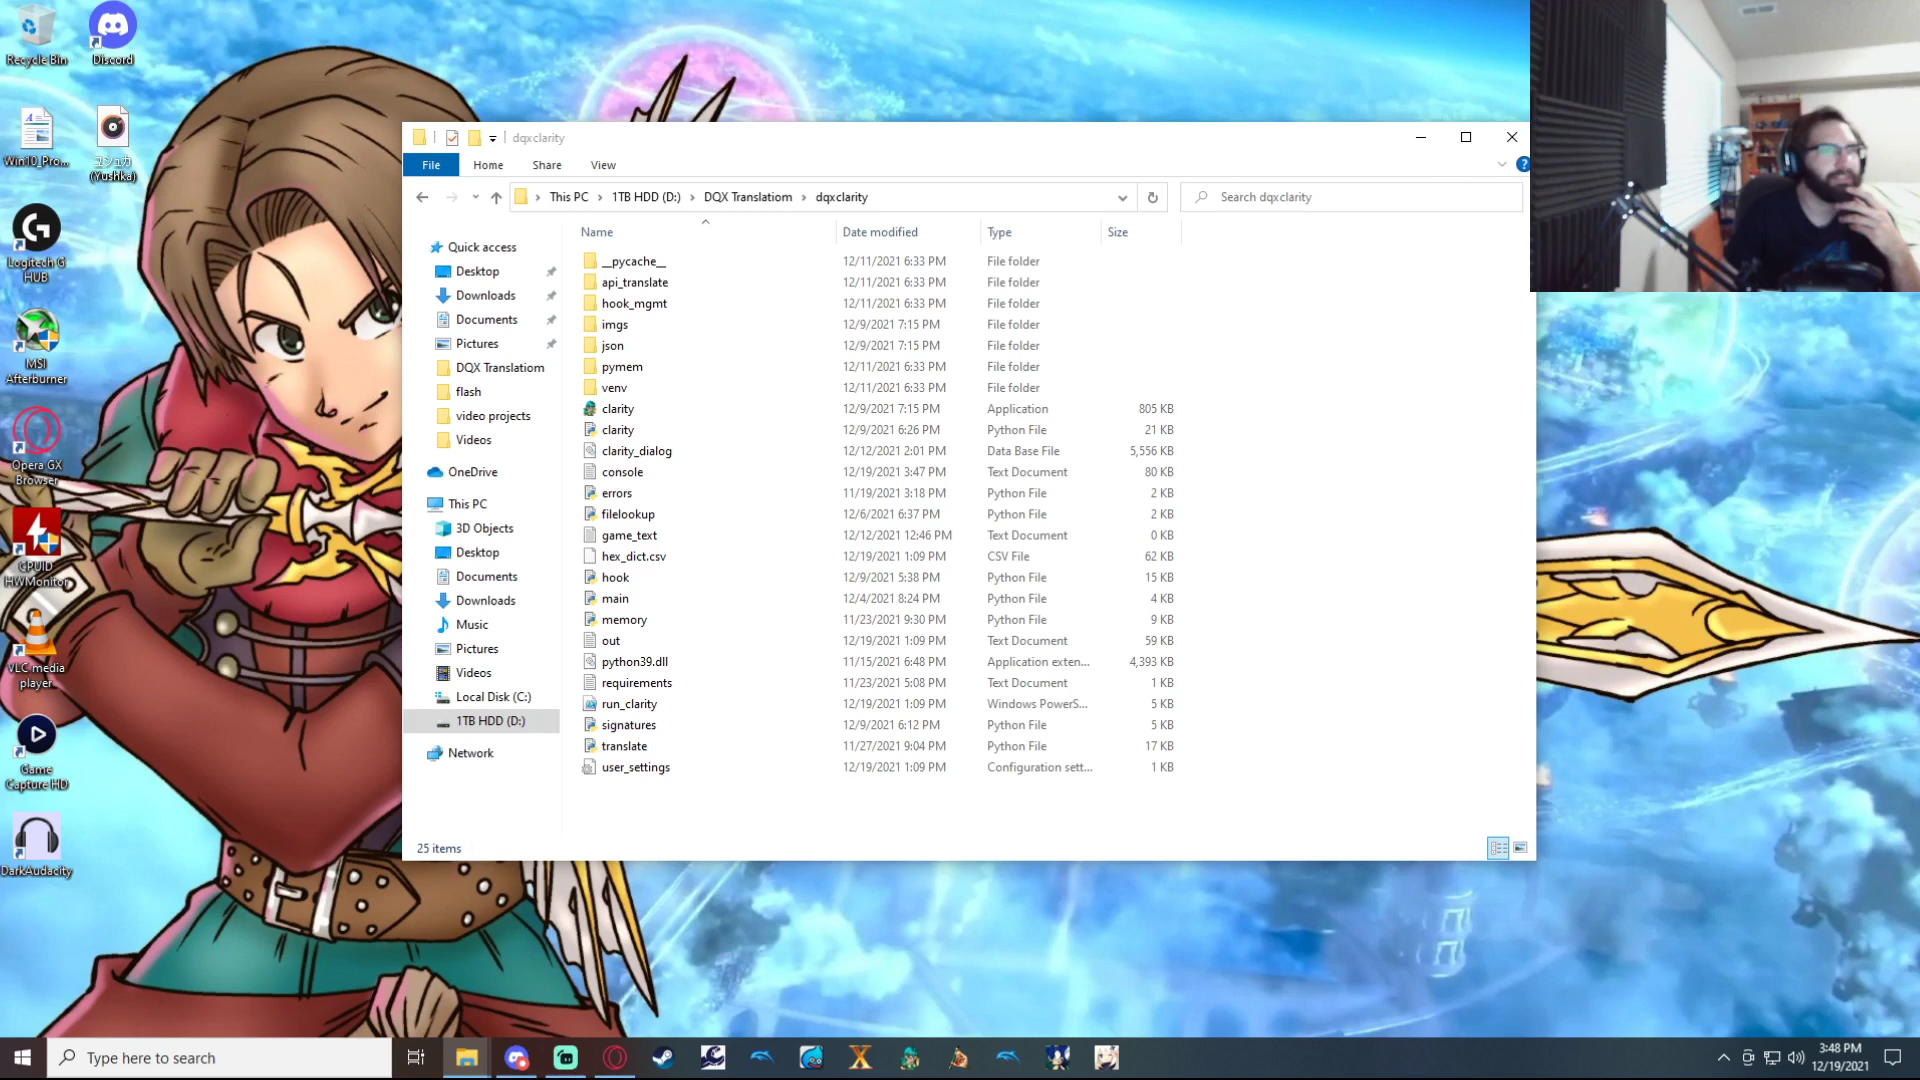 Recycle Bin
Discord
Win10_Pro...
ユシュカ
(Yushka)
Logitech G
HUB
MSI
Afterburner
Opera GX
Browser
CPUID
HWMonitor
VLC media
player
Game
Capture HD
DarkAudacity
dqxclarity
File
Home
Share
View
This PC
1TB HDD (D:)
DQX Translatiom
dqxclarity
Search dqxclarity
Quick access
Desktop
Downloads
Documents
Pictures
DQX Translatiom
flash
video projects
Videos
OneDrive
This PC
3D Objects
Desktop
Documents
Downloads
Music
Pictures
Videos
Local Disk (C:)
1TB HDD (D:)
Network
Name Date modified Type Size
__pycache__ 12/11/2021 6:33 PM File folder
api_translate 12/11/2021 6:33 PM File folder
hook_mgmt 12/11/2021 6:33 PM File folder
imgs 12/9/2021 7:15 PM File folder
json 12/9/2021 7:15 PM File folder
pymem 12/11/2021 6:33 PM File folder
venv 12/11/2021 6:33 PM File folder
clarity 12/9/2021 7:15 PM Application 805 KB
clarity 12/9/2021 6:26 PM Python File 21 KB
clarity_dialog 12/12/2021 2:01 PM Data Base File 5,556 KB
console 12/19/2021 3:47 PM Text Document 80 KB
errors 11/19/2021 3:18 PM Python File 2 KB
filelookup 12/6/2021 6:37 PM Python File 2 KB
game_text 12/12/2021 12:46 PM Text Document 0 KB
hex_dict.csv 12/19/2021 1:09 PM CSV File 62 KB
hook 12/9/2021 5:38 PM Python File 15 KB
main 12/4/2021 8:24 PM Python File 4 KB
memory 11/23/2021 9:30 PM Python File 9 KB
out 12/19/2021 1:09 PM Text Document 59 KB
python39.dll 11/15/2021 6:48 PM Application exten... 4,393 KB
requirements 11/23/2021 5:08 PM Text Document 1 KB
run_clarity 12/19/2021 1:09 PM Windows PowerS... 5 KB
signatures 12/9/2021 6:12 PM Python File 5 KB
translate 11/27/2021 9:04 PM Python File 17 KB
user_settings 12/19/2021 1:09 PM Configuration sett... 1 KB
25 items
Type here to search
3:48 PM
12/19/2021